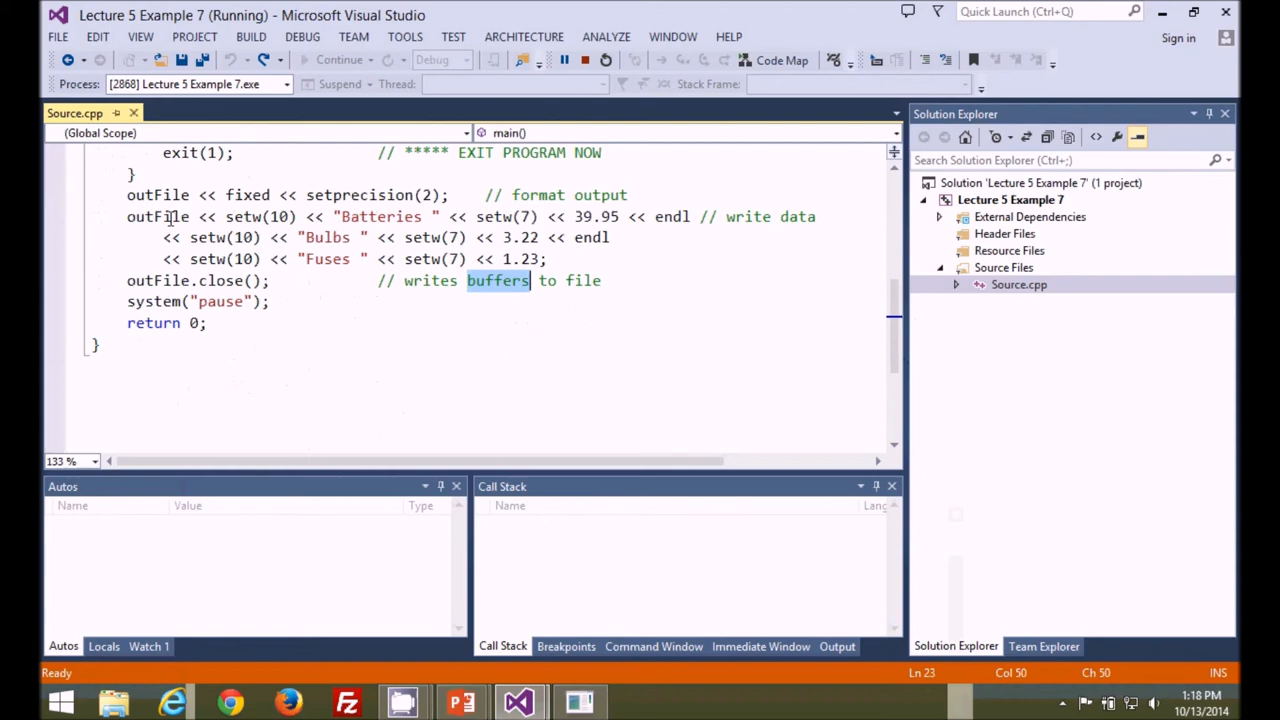 Lecture 5 Example 7 (Running) - Microsoft Visual Studio
Quick Launch (Ctrl+Q)
FILE EDIT VIEW PROJECT BUILD DEBUG TEAM TOOLS TEST ARCHITECTURE ANALYZE WINDOW HELP
Sign in
Continue Debug Code Map
Process: [2868] Lecture 5 Example 7.exe Suspend Thread: Stack Frame:
Source.cpp
(Global Scope) main()
exit(1); // ***** EXIT PROGRAM NOW
}
outFile << fixed << setprecision(2); // format output
outFile << setw(10) << "Batteries " << setw(7) << 39.95 << endl // write data
<< setw(10) << "Bulbs " << setw(7) << 3.22 << endl
<< setw(10) << "Fuses " << setw(7) << 1.23;
outFile.close(); // writes buffers to file
system("pause");
return 0;
}
133 %
Solution Explorer
Search Solution Explorer (Ctrl+;)
Solution 'Lecture 5 Example 7' (1 project)
Lecture 5 Example 7
External Dependencies
Header Files
Resource Files
Source Files
Source.cpp
Autos
Name Value Type
Call Stack
Name Lang
Autos Locals Watch 1
Call Stack Breakpoints Command Window Immediate Window Output
Solution Explorer Team Explorer
Ready Ln 23 Col 50 Ch 50 INS
1:18 PM
10/13/2014